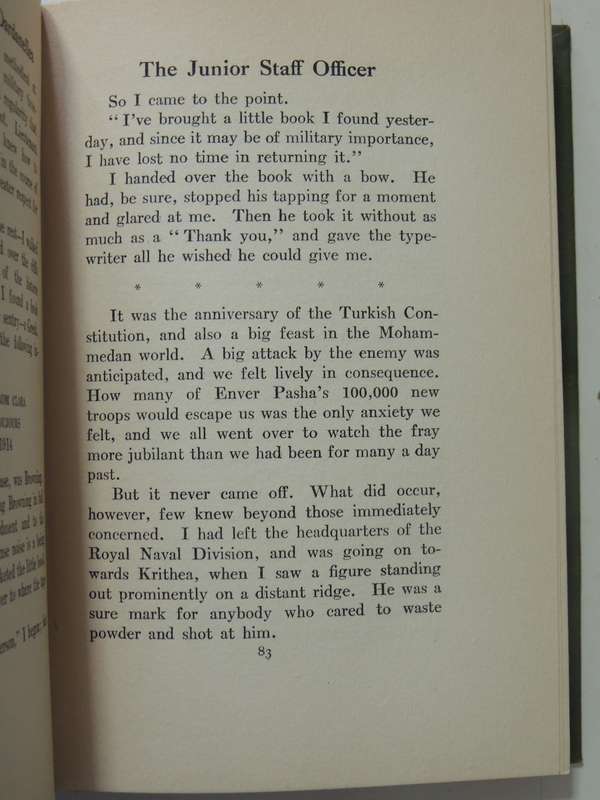 Dardanelles
The Junior Staff Officer
So I came to the point.
“I've brought a little book I found yester-
day, and since it may be of military importance,
I have lost no time in returning it.”
I handed over the book with a bow. He
had, be sure, stopped his tapping for a moment
and glared at me. Then he took it without as
much as a “Thank you,” and gave the type-
writer all he wished he could give me.
* * * * *
It was the anniversary of the Turkish Con-
stitution, and also a big feast in the Moham-
medan world. A big attack by the enemy was
anticipated, and we felt lively in consequence.
How many of Enver Pasha's 100,000 new
troops would escape us was the only anxiety we
felt, and we all went over to watch the fray
more jubilant than we had been for many a day
past.
But it never came off. What did occur,
however, few knew beyond those immediately
concerned. I had left the headquarters of the
Royal Naval Division, and was going on to-
wards Krithea, when I saw a figure standing
out prominently on a distant ridge. He was a
sure mark for anybody who cared to waste
powder and shot at him.
83